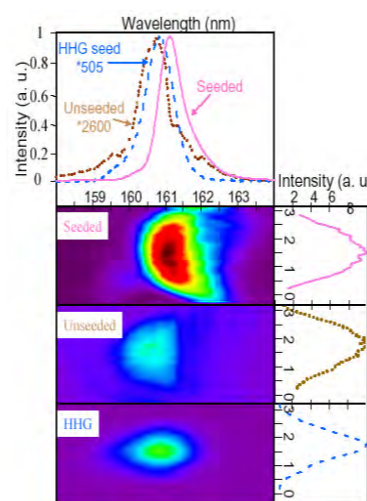 Wavelength (nm)
Intensity (a. u.)
1
0.8
0.6
0.4
0.2
0
HHG seed
*505
Unseeded
*2600
Seeded
159 160 161 162 163
Intensity (a. u
2 4 6 8
Seeded
3
2
1
0
Unseeded
3
2
1
0
HHG
3
2
1
0